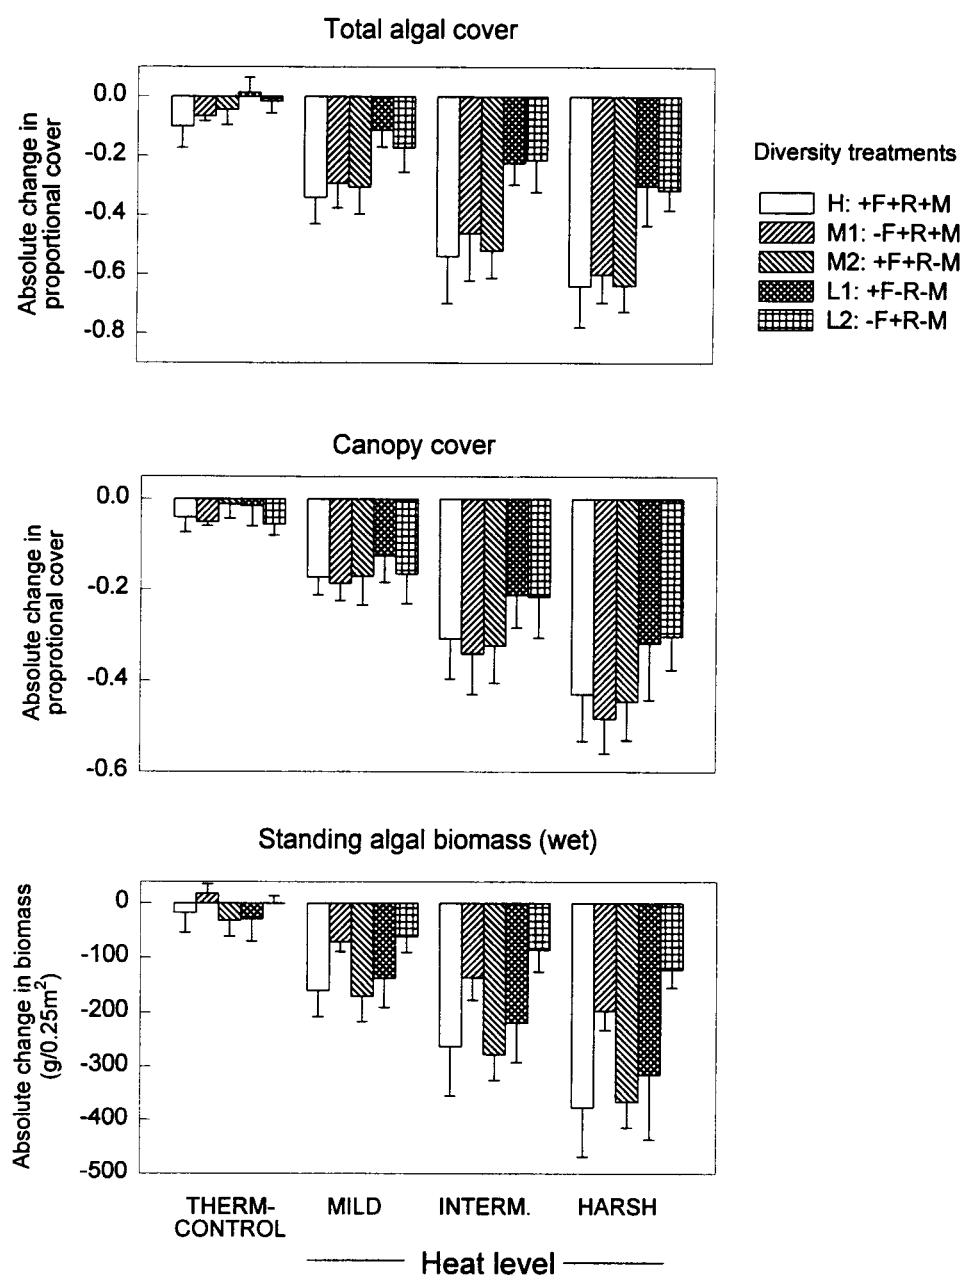 Total algal cover
Absolute change in
proportional cover
0.0
-0.2
-0.4
-0.6
-0.8
Diversity treatments
H: +F+R+M
M1: -F+R+M
M2: +F+R-M
L1: +F-R-M
L2: -F+R-M
Canopy cover
Absolute change in
proprotional cover
0.0
-0.2
-0.4
-0.6
Standing algal biomass (wet)
Absolute change in biomass
(g/0.25m²)
0
-100
-200
-300
-400
-500
THERM-
CONTROL
MILD
INTERM.
HARSH
Heat level